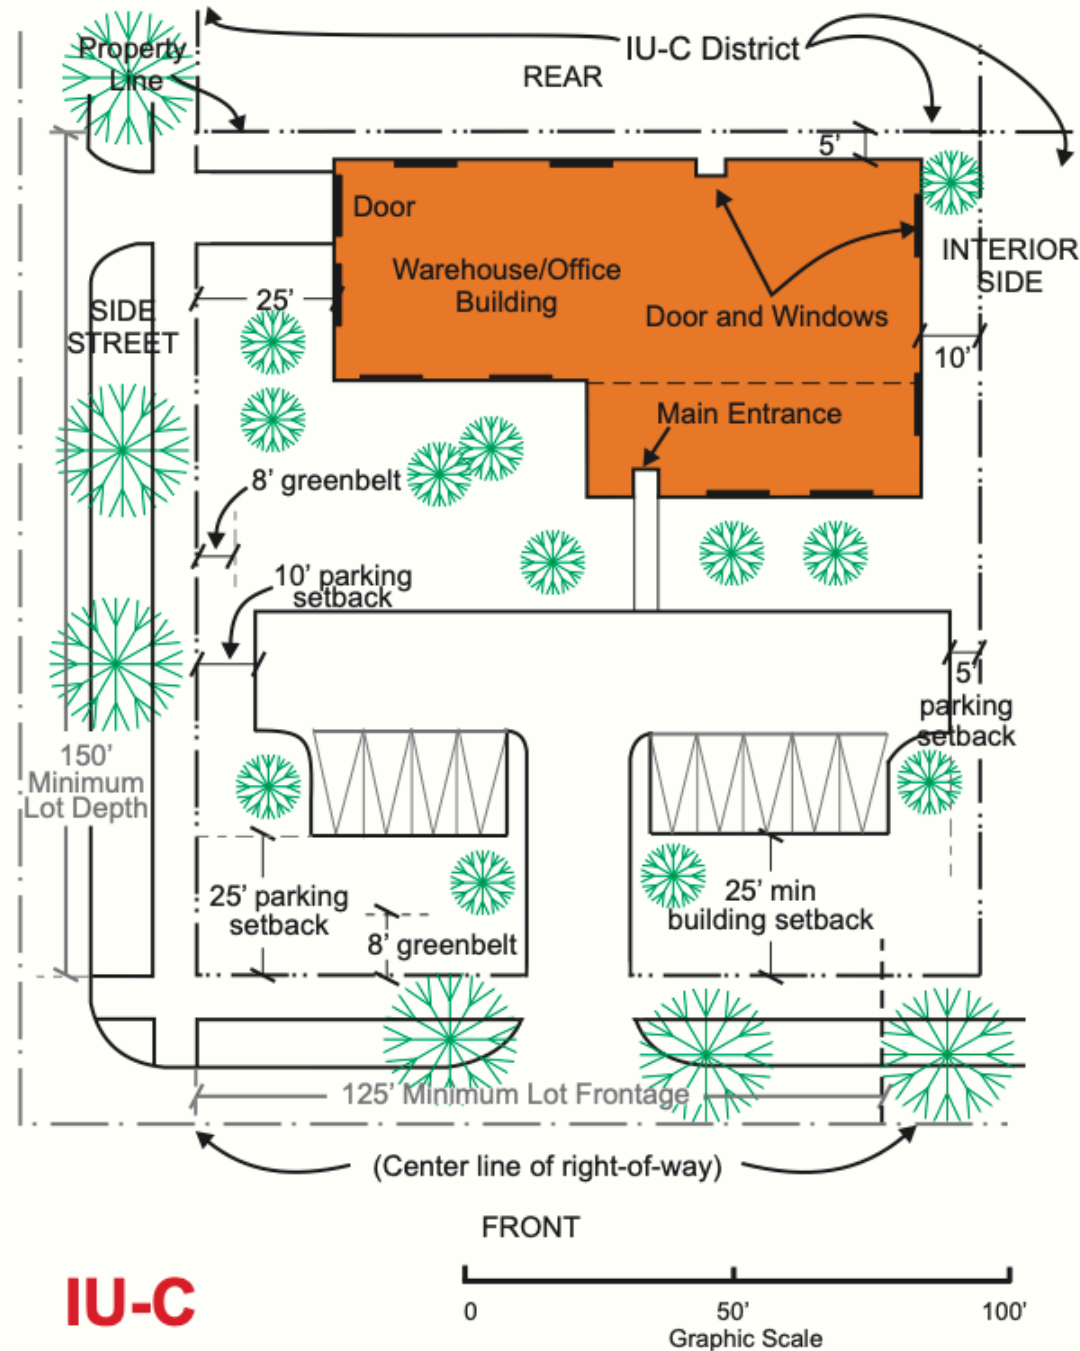 Property
Line
IU-C District
REAR
5’
Door
Warehouse/Office
Building
Door and Windows
INTERIOR
SIDE
25’
SIDE
STREET
10’
Main Entrance
8’ greenbelt
10’ parking
setback
5’
parking
setback
150’
Minimum
Lot Depth
25’ parking
setback
8’ greenbelt
25’ min
building setback
125’ Minimum Lot Frontage
(Center line of right-of-way)
FRONT
IU-C
0 50’ 100’
Graphic Scale